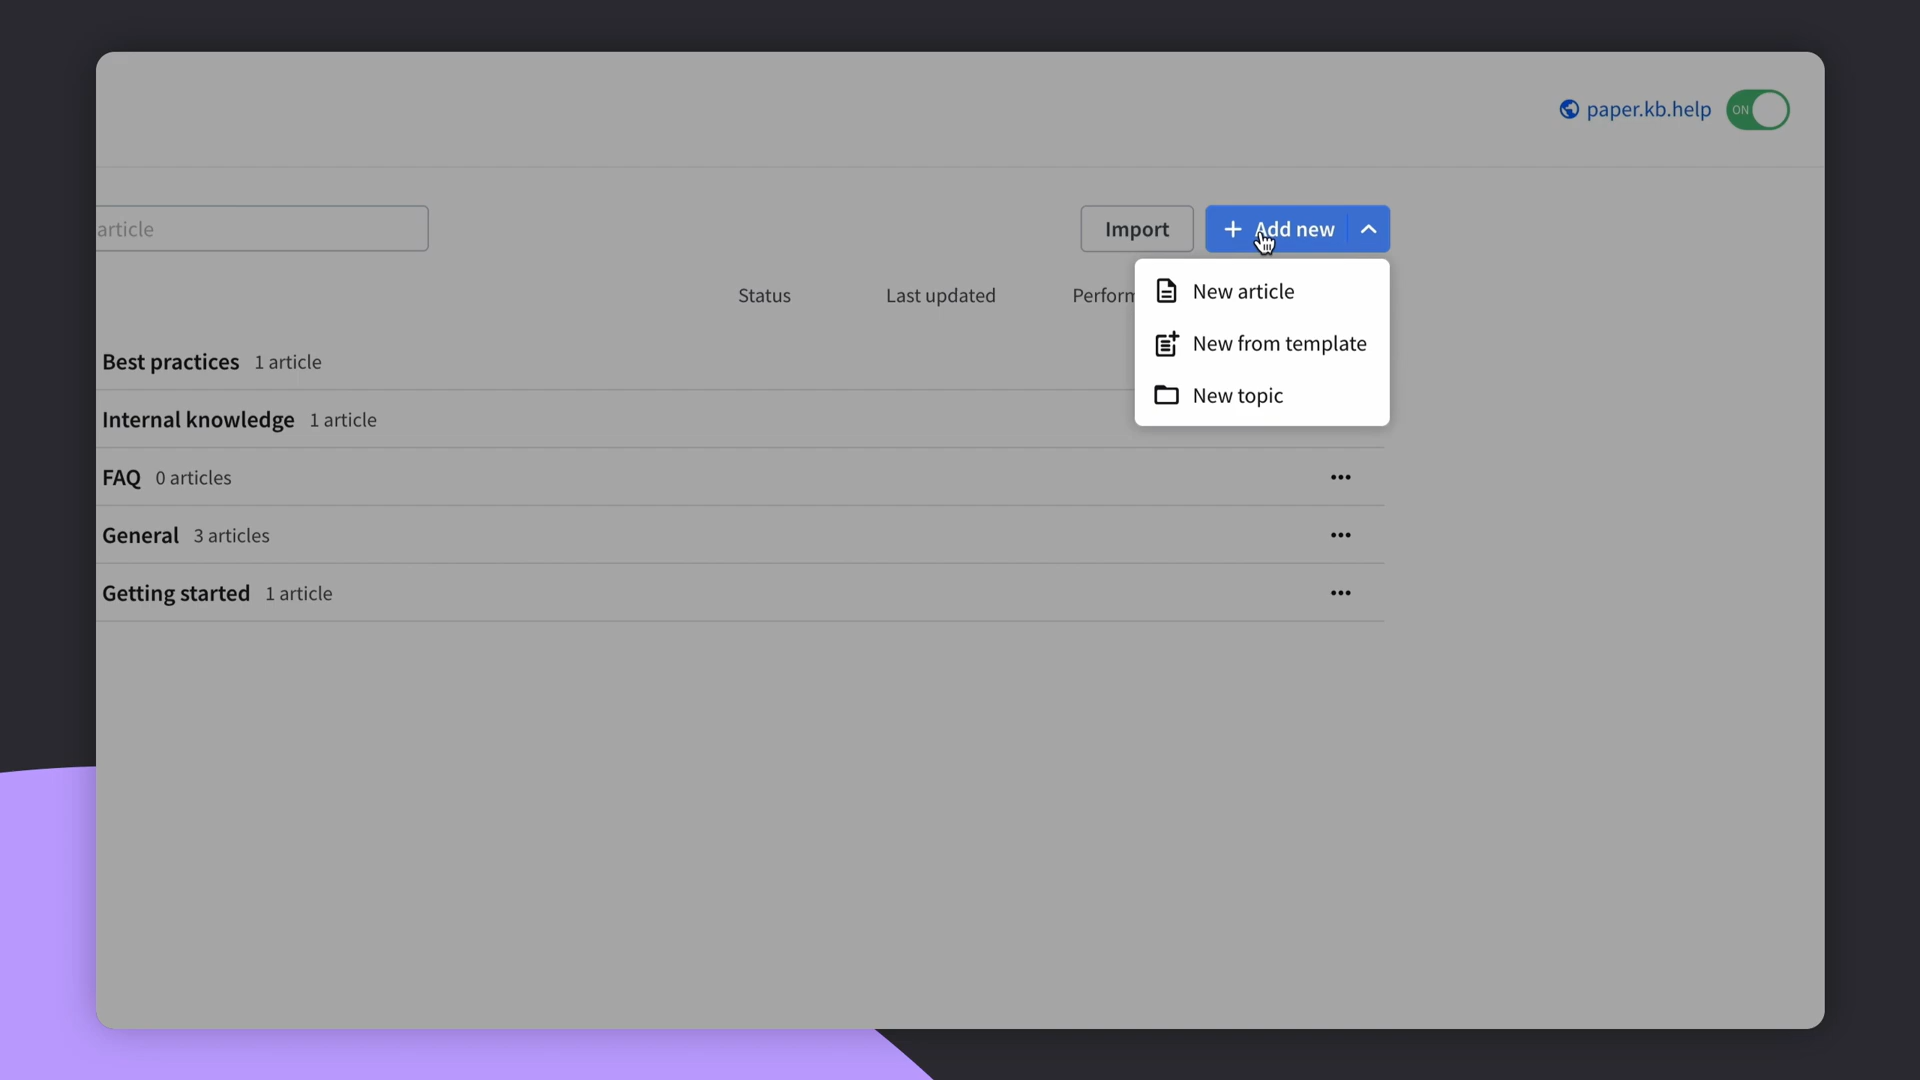 paper.kb.help ON
article
Import
Add new
Status Last updated Perform
New article
New from template
New topic
Best practices 1 article
Internal knowledge 1 article
FAQ 0 articles
General 3 articles
Getting started 1 article